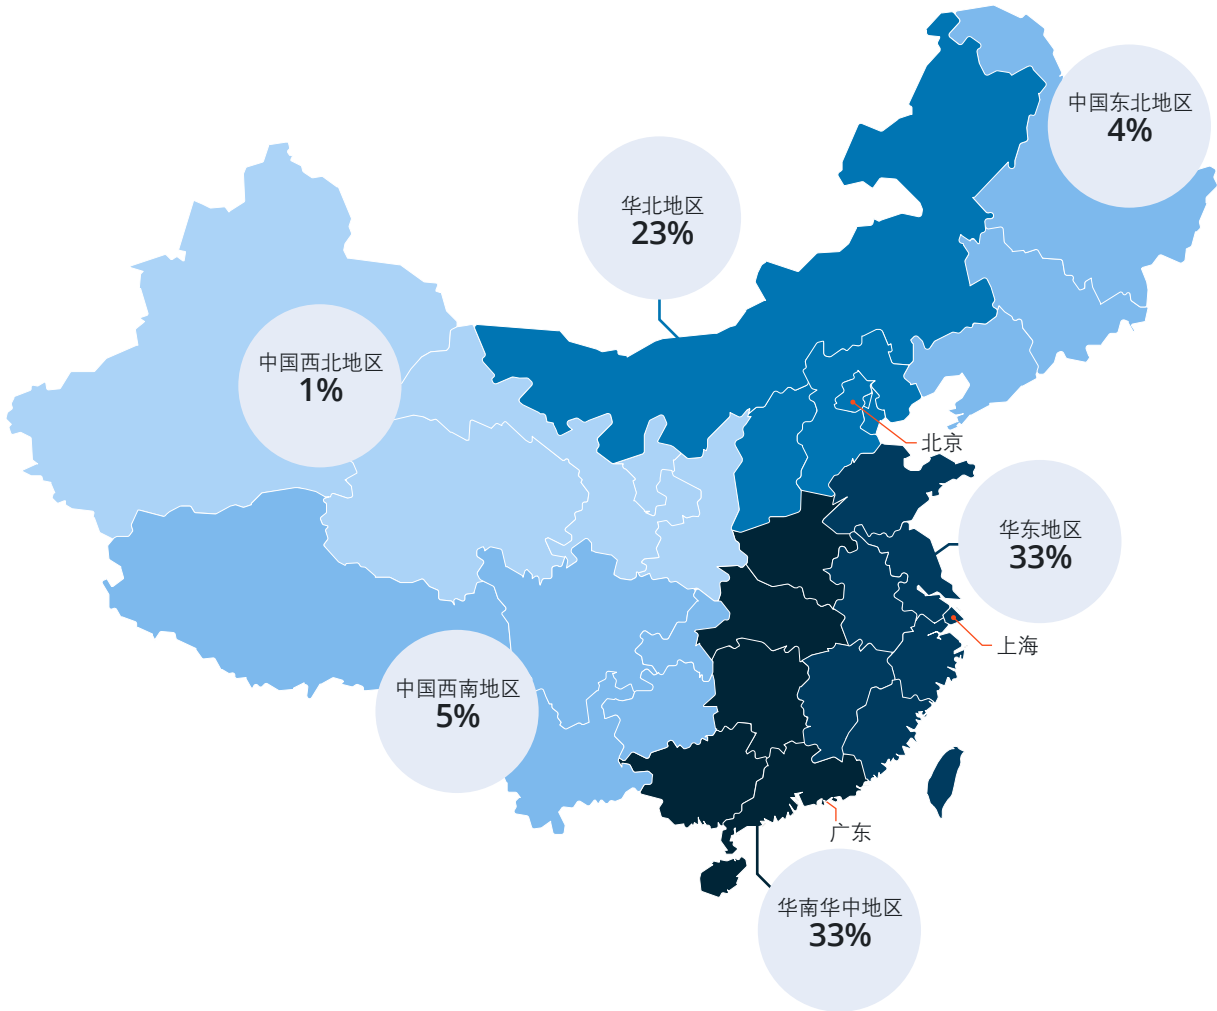 中国东北地区
4%
华北地区
23%
中国西北地区
1%
北京
华东地区
33%
上海
中国西南地区
5%
广东
华南华中地区
33%